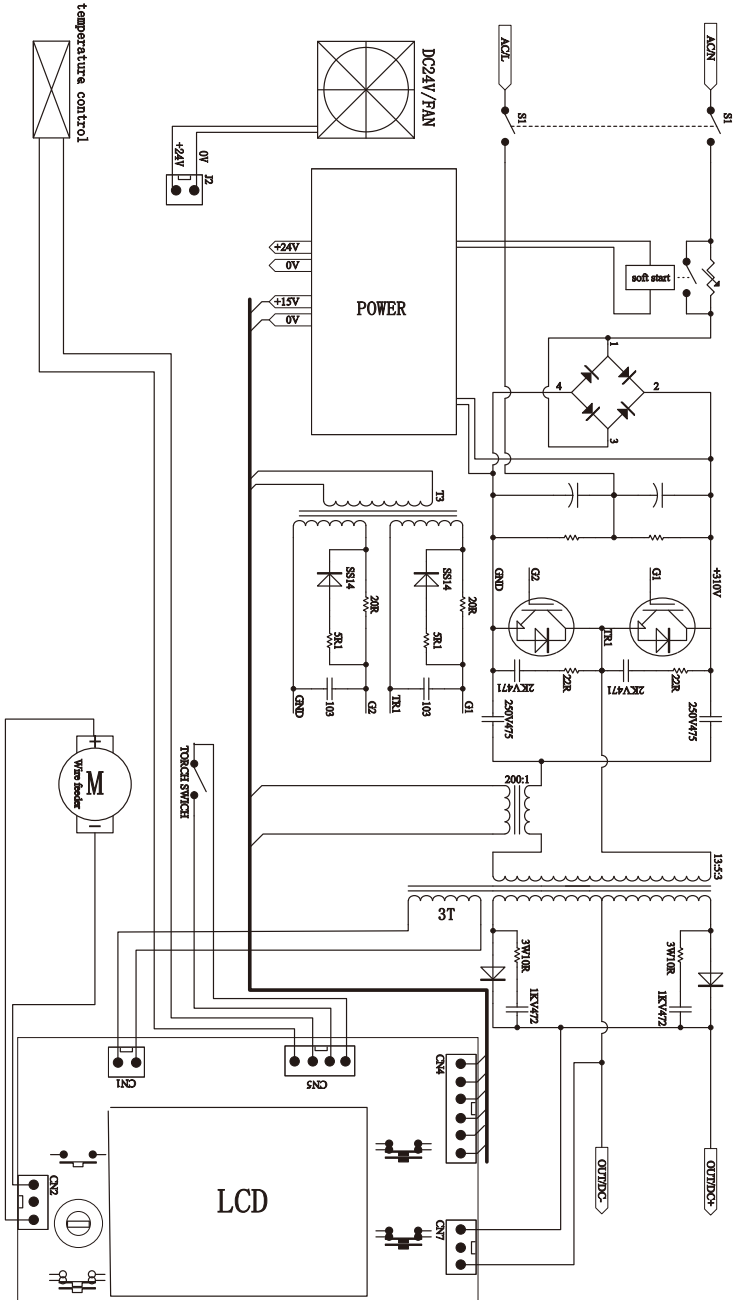 temperature control
DC24V/FAN
AC/L
AC/N
S1
S1
0V
+24V
J2
+24V
0V
+15V
0V
POWER
soft start
1
4
2
3
T3
SS14
20R
5R1
103
GND
G2
SS14
20R
5R1
103
TR1
G1
GND
G2
G1
+310V
TR1
22R
2KV471
22R
2KV471
250V475
250V475
TORCH SWICH
M
Wire feeder
200:1
13:5:3
3T
3W10R
1KV472
3W10R
1KV472
CN1
CN5
CN4
OUT/DC-
OUT/DC+
CN2
LCD
CN7